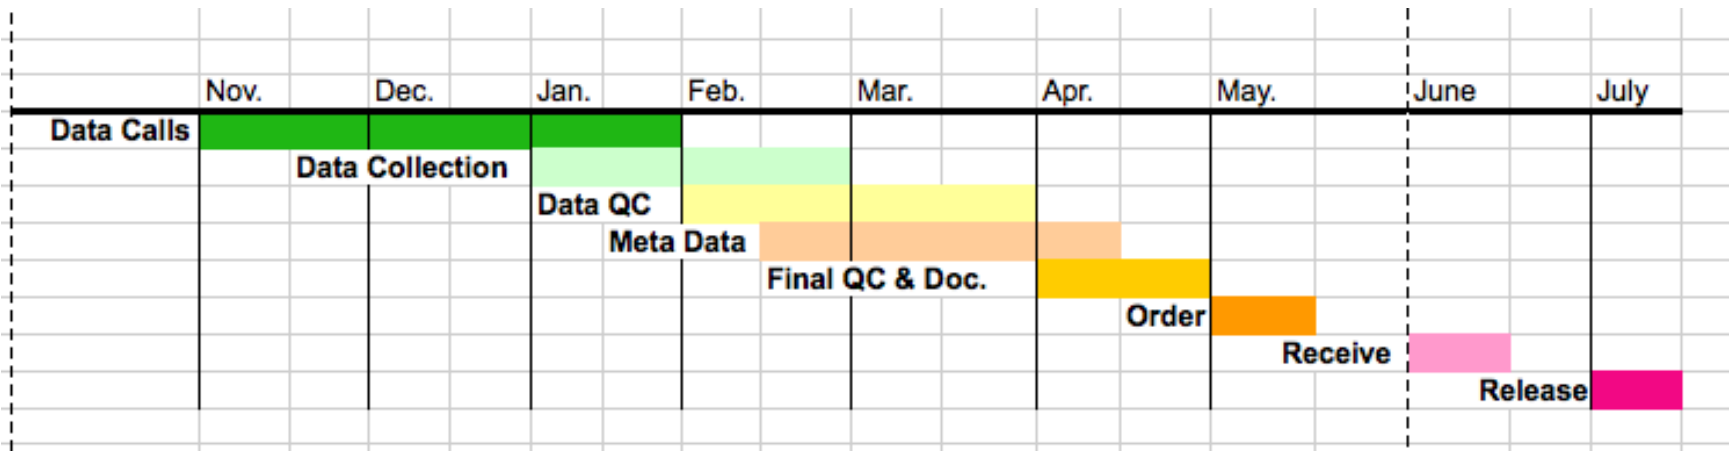 Nov. Dec. Jan. Feb. Mar. Apr. May. June July
Data Calls
Data Collection
Data QC
Meta Data
Final QC & Doc.
Order
Receive
Release